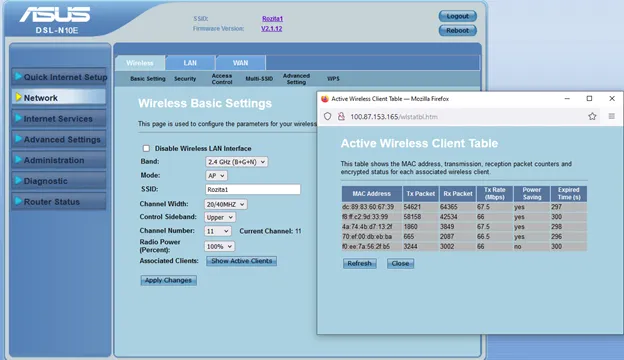 ASUS
DSL-N10E
SSID: Rozita1
Firmware Version: V2.1.12
Logout
Reboot
Quick Internet Setup
Network
Internet Services
Advanced Settings
Administration
Diagnostic
Router Status
Wireless LAN WAN
Basic Setting Security Access Control Multi-SSID Advanced Setting WPS
Wireless Basic Settings
This page is used to configure the parameters for your wireless
Disable Wireless LAN Interface
Band: 2.4 GHz (B+G+N)
Mode: AP
SSID: Rozita1
Channel Width: 20/40MHZ
Control Sideband: Upper
Channel Number: 11 Current Channel: 11
Radio Power (Percent): 100%
Associated Clients: Show Active Clients
Apply Changes
Active Wireless Client Table — Mozilla Firefox
100.87.153.165/wlstatbl.htm
Active Wireless Client Table
This table shows the MAC address, transmission, reception packet counters and
encrypted status for each associated wireless client.
MAC Address Tx Packet Rx Packet Tx Rate (Mbps) Power Saving Expired Time (s)
dc:89:83:60:67:39 54621 64365 67.5 yes 297
f8:ff:c2:9d:33:99 58158 42534 66 yes 300
4a:74:4b:d7:13:2f 1860 3849 67.5 yes 298
70:ef:00:db:eb:ba 665 2087 66.5 yes 296
f0:ee:7a:56:2f:b5 3244 3002 66 no 300
Refresh Close